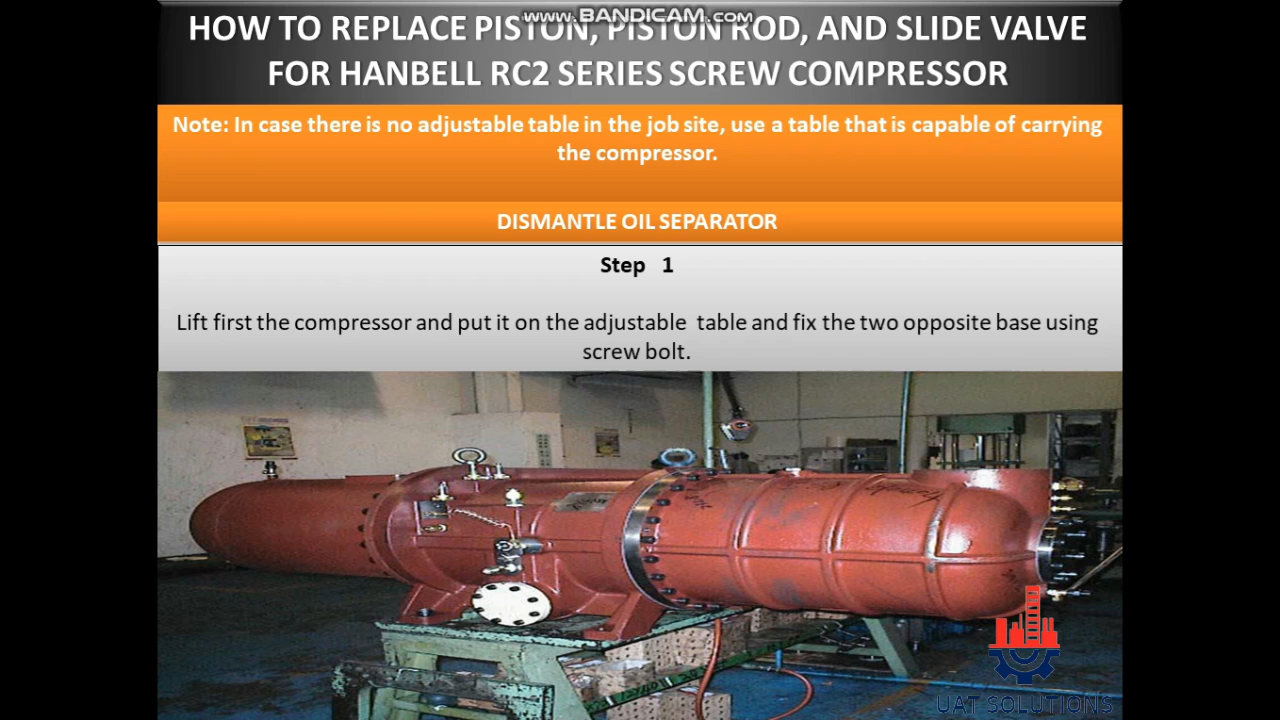 www.BANDICAM.com
HOW TO REPLACE PISTON, PISTON ROD, AND SLIDE VALVE
FOR HANBELL RC2 SERIES SCREW COMPRESSOR
Note: In case there is no adjustable table in the job site, use a table that is capable of carrying
the compressor.
DISMANTLE OIL SEPARATOR
Step 1
Lift first the compressor and put it on the adjustable table and fix the two opposite base using
screw bolt.
UAT SOLUTIONS